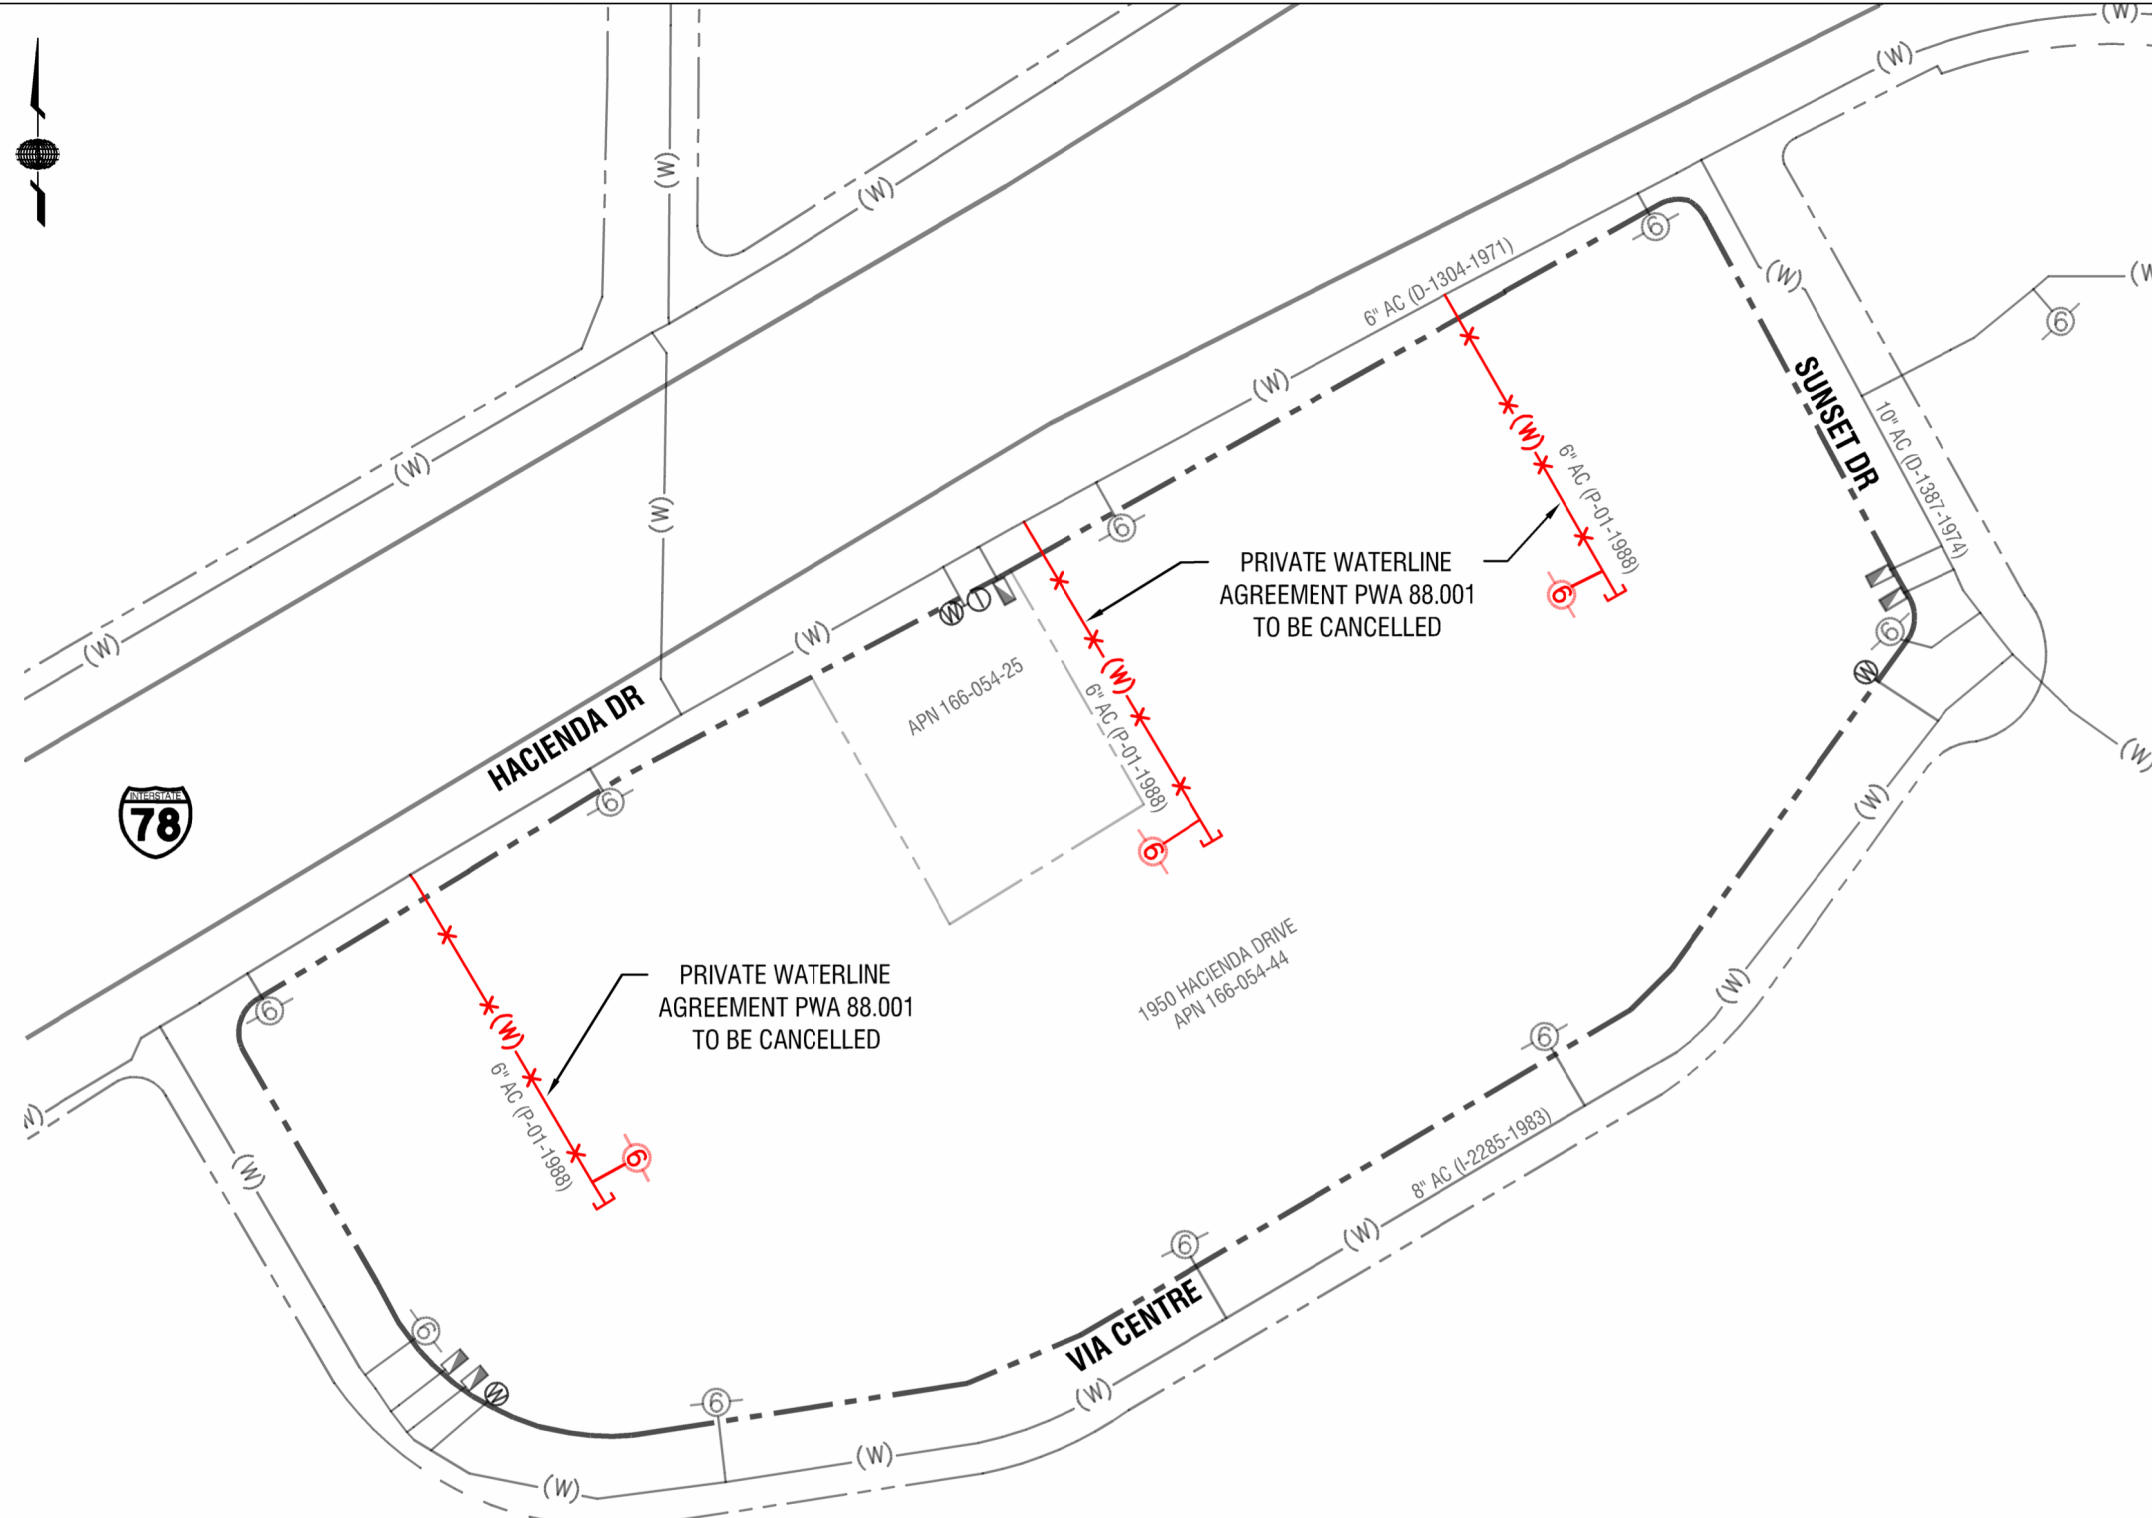 (W)
(W)
(W)
(W)
6
6" AC (D-1304-1971)
(W)
(W
(W)
6
SUNSET DR
(W)
10" AC (D-1387-1974)
(W)
(W)
6" AC (P-01-1988)
(W)
6
PRIVATE WATERLINE
AGREEMENT PWA 88.001
TO BE CANCELLED
6
W
I
6
W
(W)
(W)
APN 166-054-25
(W)
6" AC (P-01-1988)
HACIENDA DR
(W)
(W)
6
INTERSTATE
78
6
1950 HACIENDA DRIVE
APN 166-054-44
PRIVATE WATERLINE
AGREEMENT PWA 88.001
TO BE CANCELLED
(W)
6
(W)
6
W)
6" AC (P-01-1988)
6
(W)
8" AC (I-2285-1983)
(W)
6
VIA CENTRE
6
W
6
(W)
(W)
(W)